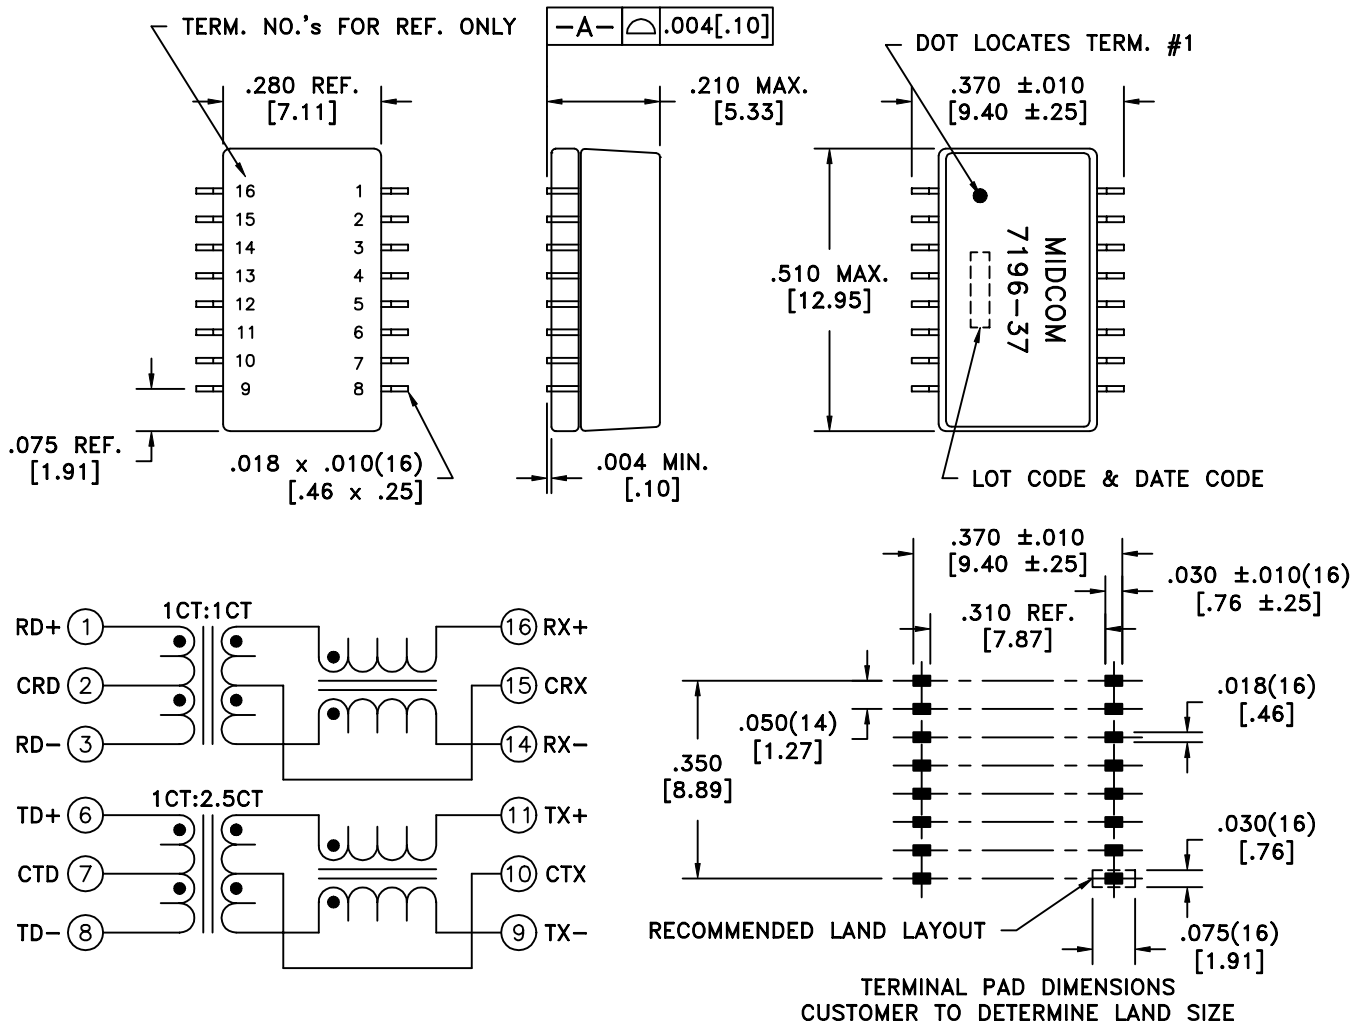 TERM. NO.'s FOR REF. ONLY
-A- .004[.10]
DOT LOCATES TERM. #1
.280 REF.
[7.11]
.210 MAX.
[5.33]
.370 ±.010
[9.40 ±.25]
16 1
15 2
14 3
13 4
12 5
11 6
10 7
9 8
.075 REF.
[1.91]
.018 x .010(16)
[.46 x .25]
.004 MIN.
[.10]
.510 MAX.
[12.95]
MIDCOM
7196-37
LOT CODE & DATE CODE
1CT:1CT
RD+ 1 16 RX+
CRD 2 15 CRX
RD- 3 14 RX-
1CT:2.5CT
TD+ 6 11 TX+
CTD 7 10 CTX
TD- 8 9 TX-
.370 ±.010
[9.40 ±.25]
.030 ±.010(16)
[.76 ±.25]
.310 REF.
[7.87]
.050(14)
[1.27]
.018(16)
[.46]
.350
[8.89]
.030(16)
[.76]
RECOMMENDED LAND LAYOUT
.075(16)
[1.91]
TERMINAL PAD DIMENSIONS
CUSTOMER TO DETERMINE LAND SIZE